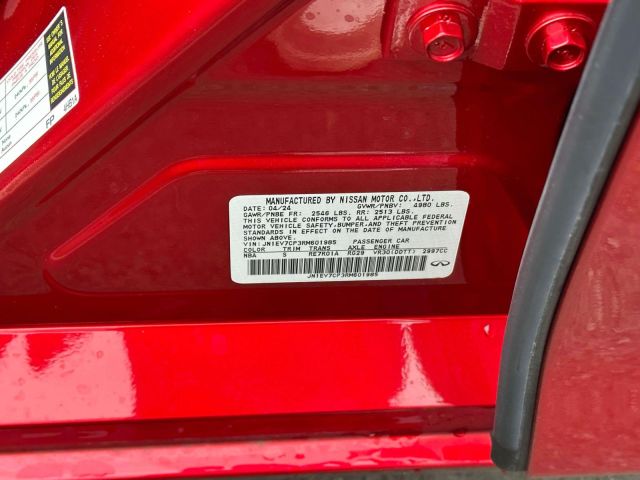 MANUFACTURED BY NISSAN MOTOR CO.,LTD.
DATE: 04/24 GVWR/PNBV: 4980 LBS.
GAWR/PNBE FR: 2546 LBS. RR: 2513 LBS.
THIS VEHICLE CONFORMS TO ALL APPLICABLE FEDERAL
MOTOR VEHICLE SAFETY,BUMPER, AND THEFT PREVENTION
STANDARDS IN EFFECT ON THE DATE OF MANUFACTURE
SHOWN ABOVE.
VIN: JN1EV7CP3RM601985 PASSENGER CAR
COLOR TRIM TRANS AXLE ENGINE
NBA S RE7R01A R029 VR30(DDTT) 2997CC
JN1EV7CP3RM601985
FP